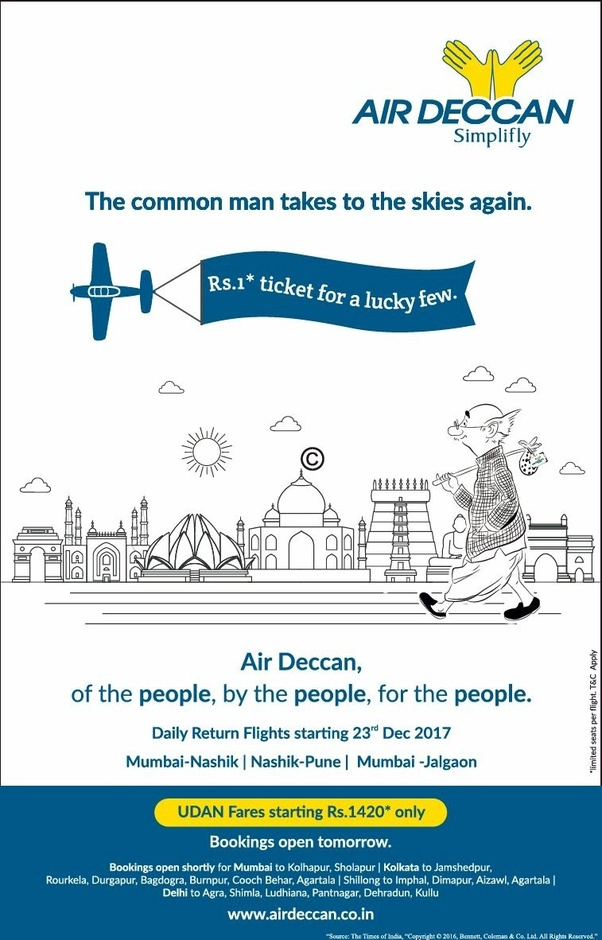 AIR DECCAN
Simplifly
The common man takes to the skies again.
Rs.1* ticket for a lucky few.
©
Air Deccan,
of the people, by the people, for the people.
Daily Return Flights starting 23rd Dec 2017
Mumbai-Nashik | Nashik-Pune | Mumbai -Jalgaon
*limited seats per flight. T&C Apply
UDAN Fares starting Rs.1420* only
Bookings open tomorrow.
Bookings open shortly for Mumbai to Kolhapur, Sholapur | Kolkata to Jamshedpur,
Rourkela, Durgapur, Bagdogra, Burnpur, Cooch Behar, Agartala | Shillong to Imphal, Dimapur, Aizawl, Agartala |
Delhi to Agra, Shimla, Ludhiana, Pantnagar, Dehradun, Kullu
www.airdeccan.co.in
"Source: The Times of India, "Copyright © 2016, Bennett, Coleman & Co. Ltd. All Rights Reserved."